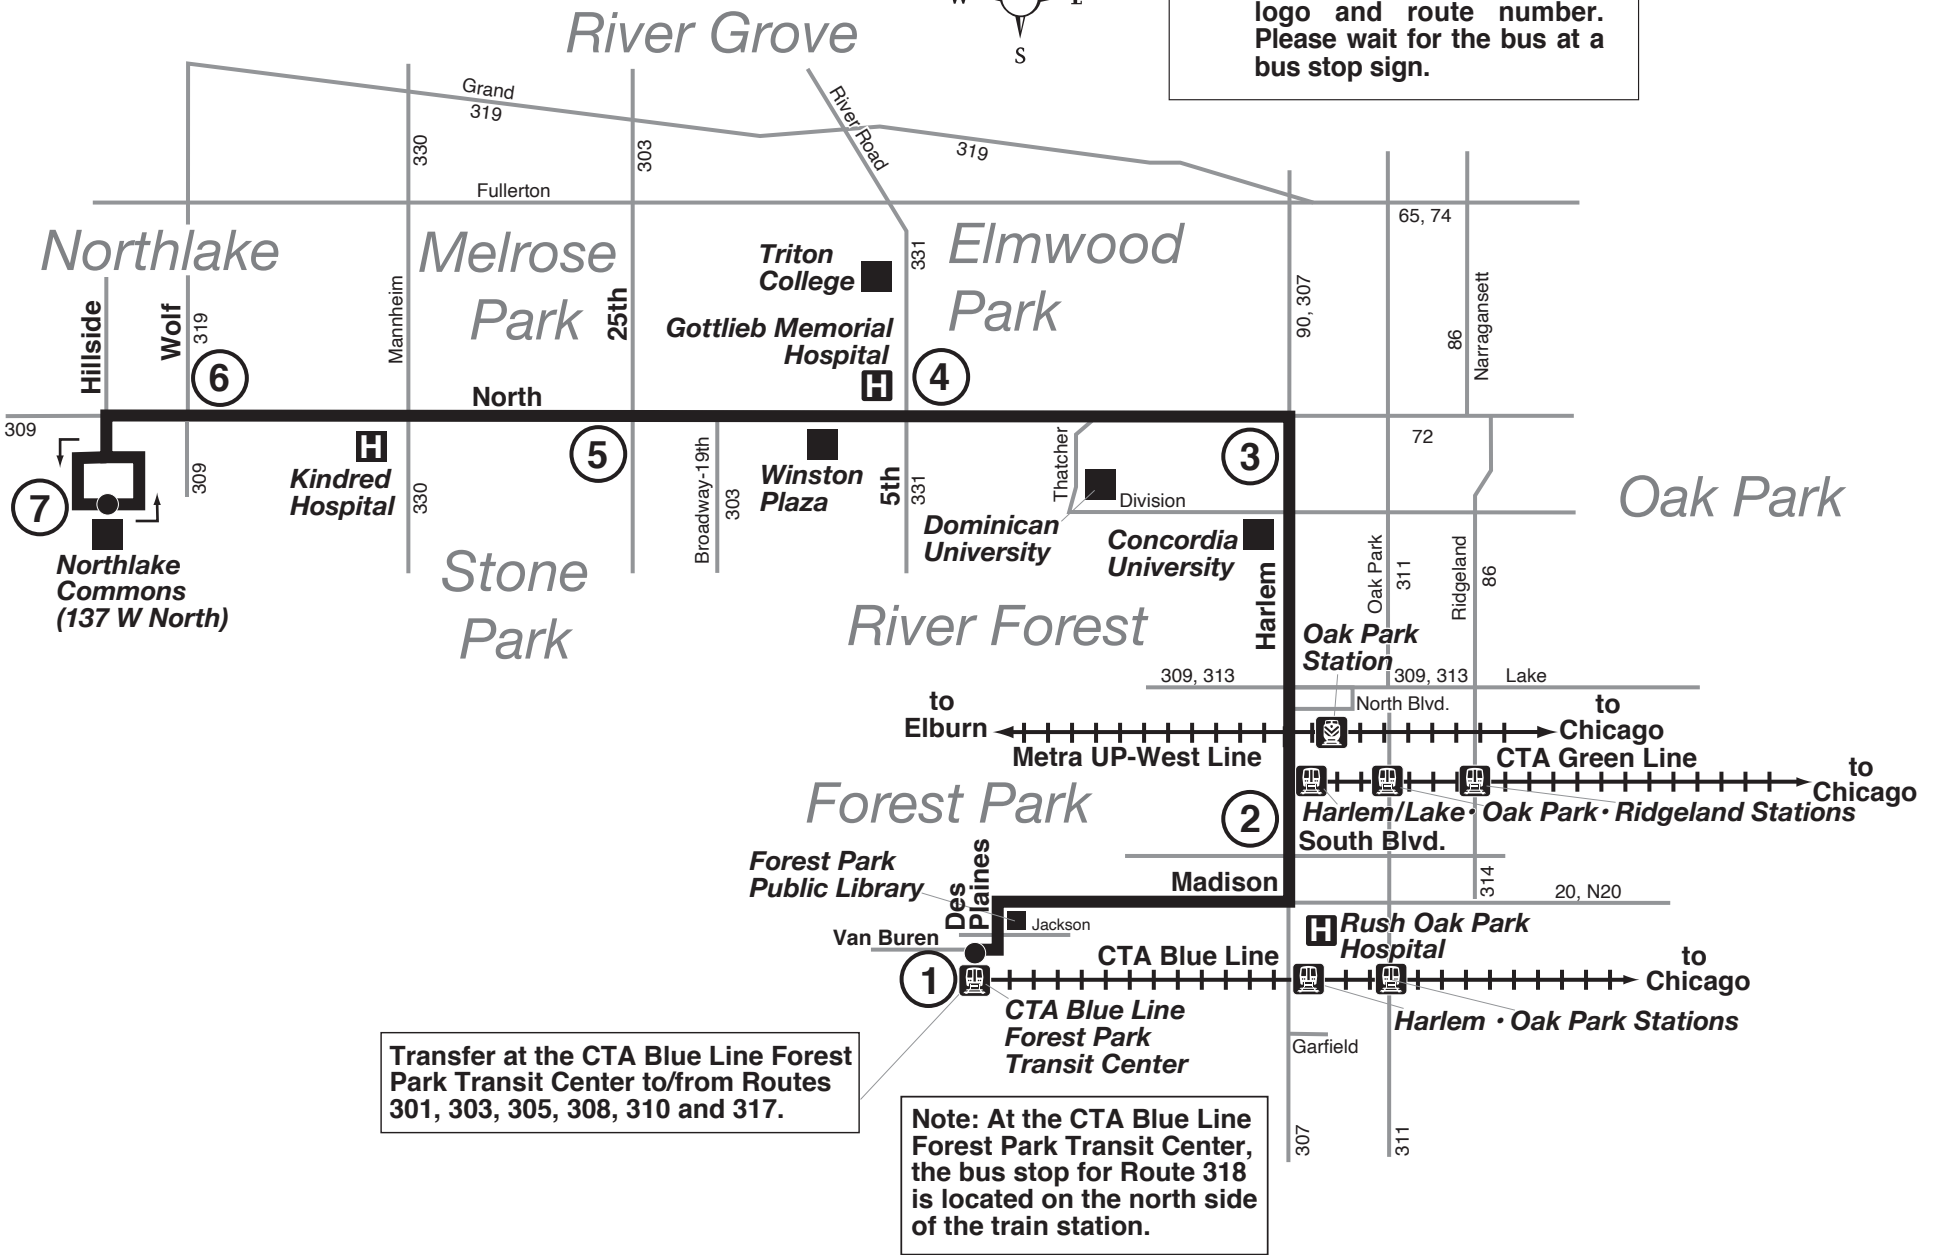 River Grove
W
E
S
logo and route number.
Please wait for the bus at a
bus stop sign.
Grand
319
River Road
319
330
303
Fullerton
65, 74
Northlake
Melrose
Park
Triton
College
331
Elmwood
Park
Hillside
Wolf
319
Mannheim
25th
Gottlieb Memorial
Hospital
H
90, 307
86
Narragansett
6
4
North
309
72
7
309
H
Kindred
Hospital
330
5
Broadway-19th
303
Winston
Plaza
5th
331
Thatcher
Division
3
Dominican
University
Concordia
University
Oak Park
Northlake
Commons
(137 W North)
Stone
Park
River Forest
Harlem
Oak Park
311
Ridgeland
86
Oak Park
Station
309, 313
309, 313
Lake
North Blvd.
to
Elburn
to
Chicago
Metra UP-West Line
CTA Green Line
to
Chicago
Forest Park
2
Harlem/Lake • Oak Park • Ridgeland Stations
South Blvd.
Forest Park
Public Library
Des
Plaines
Madison
314
20, N20
Jackson
Van Buren
H
Rush Oak Park
Hospital
1
CTA Blue Line
to
Chicago
CTA Blue Line
Forest Park
Transit Center
Harlem • Oak Park Stations
Garfield
Transfer at the CTA Blue Line Forest
Park Transit Center to/from Routes
301, 303, 305, 308, 310 and 317.
Note: At the CTA Blue Line
Forest Park Transit Center,
the bus stop for Route 318
is located on the north side
of the train station.
307
311